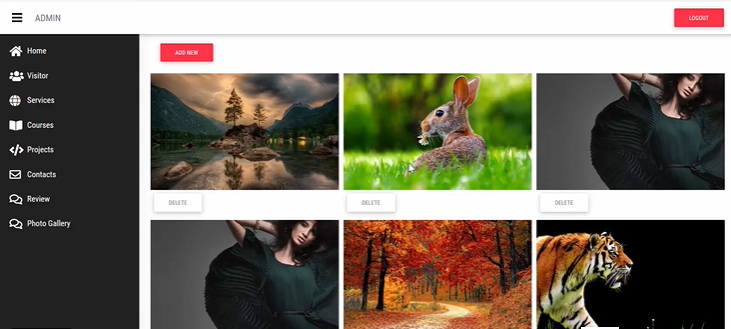 ADMIN
LOGOUT
Home
Visitor
Services
Courses
Projects
Contacts
Review
Photo Gallery
ADD NEW
DELETE
DELETE
DELETE